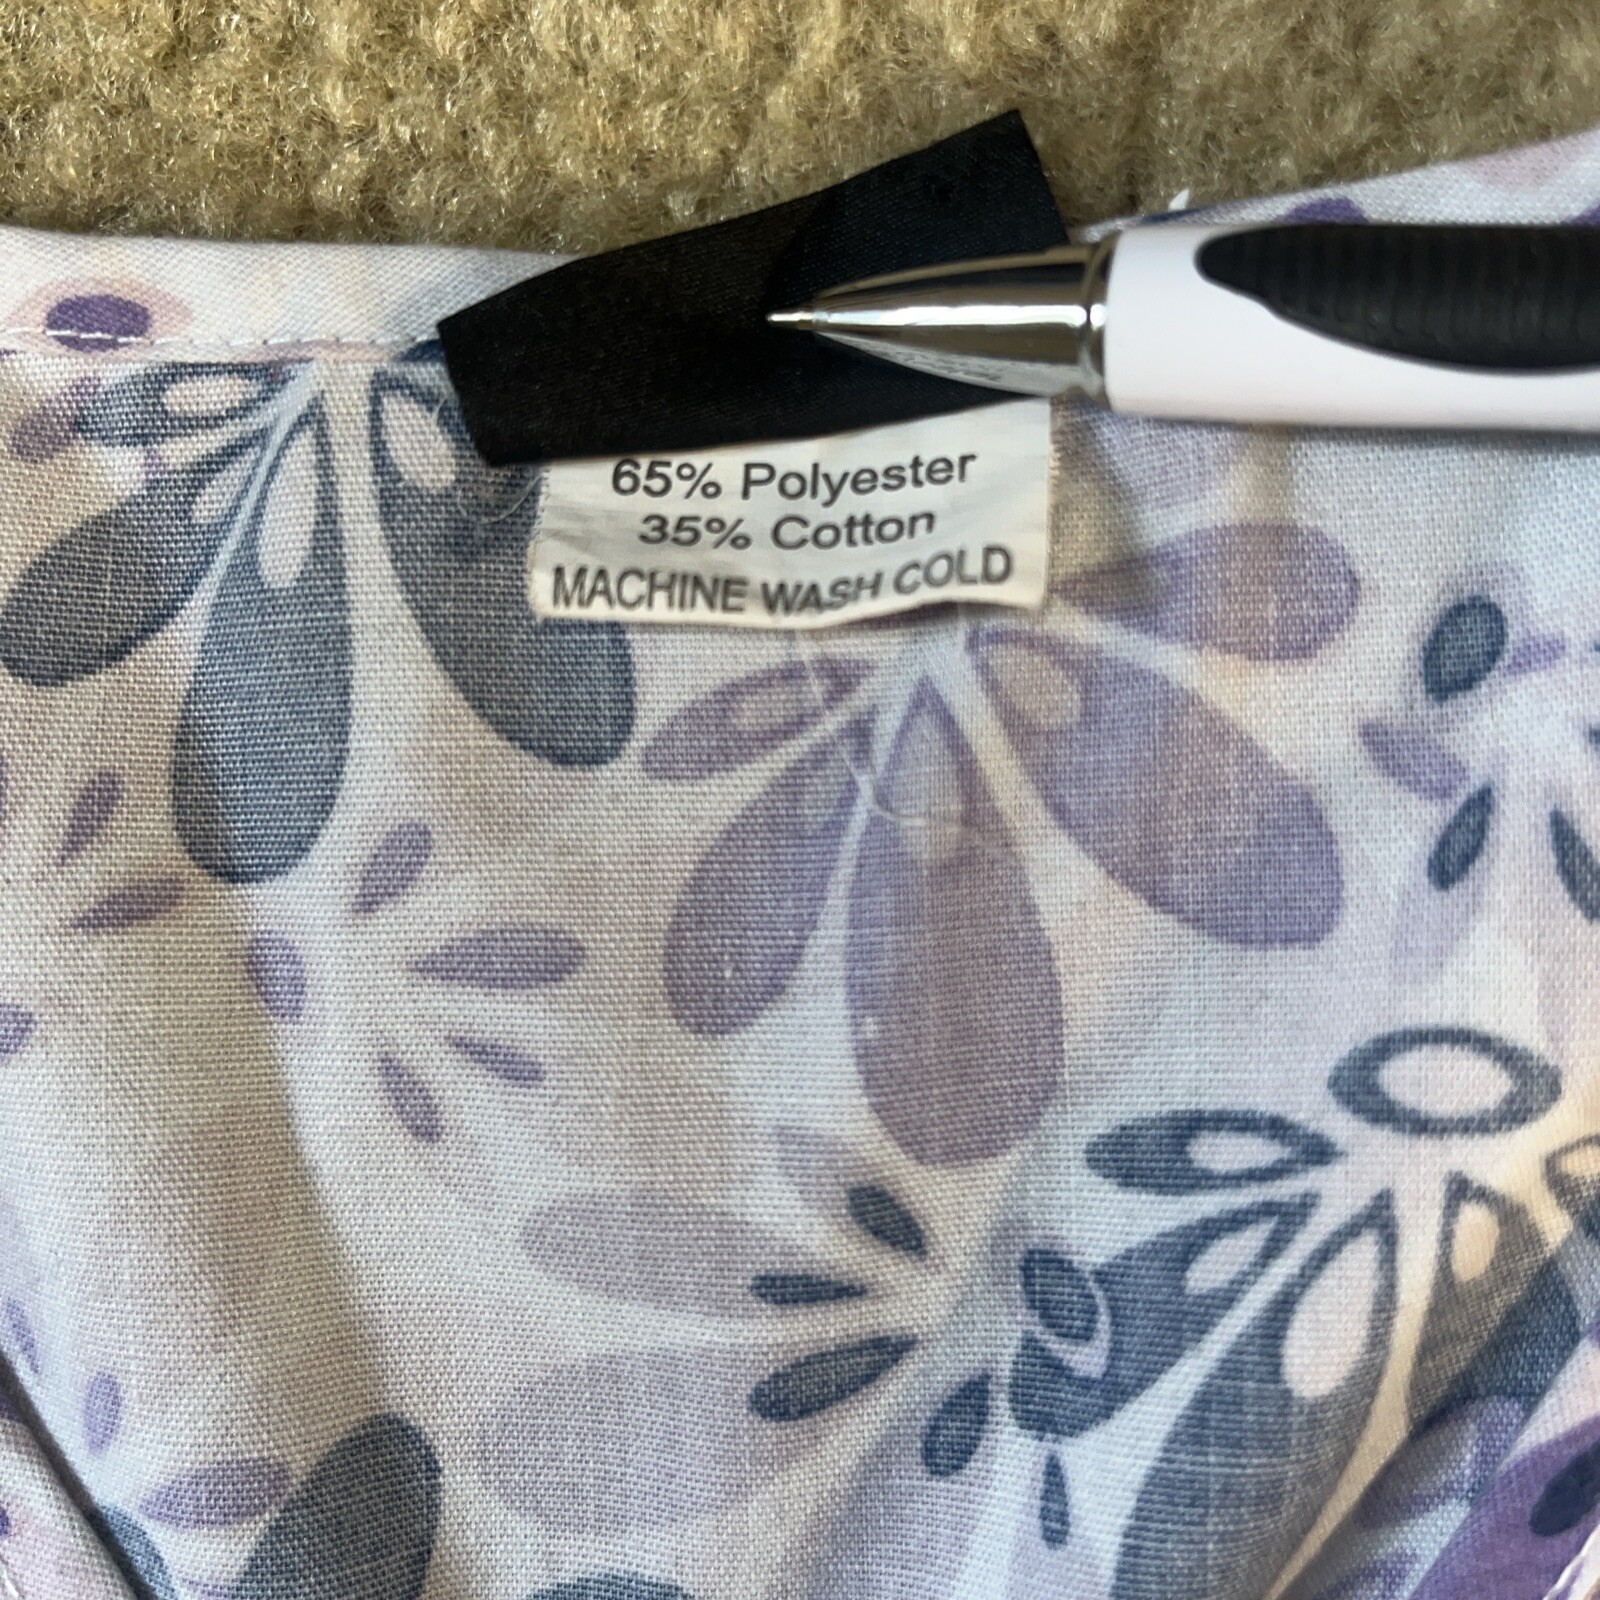 65% Polyester
35% Cotton
MACHINE WASH COLD